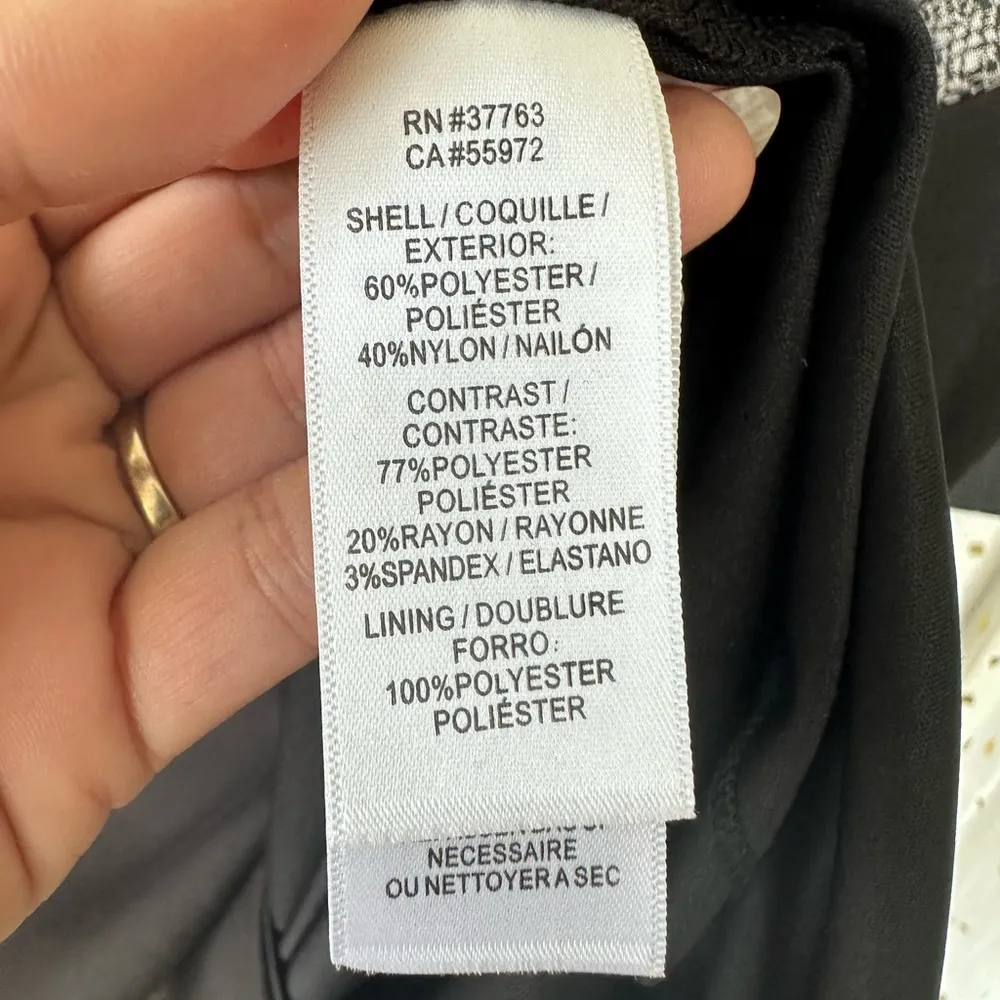 RN #37763
CA#55972
SHELL / COQUILLE /
EXTERIOR:
60%POLYESTER /
POLIÉSTER
40%NYLON / NAILÓN
CONTRAST /
CONTRASTE:
77%POLYESTER
POLIÉSTER
20%RAYON / RAYONNE
3%SPANDEX / ELASTANO
LINING / DOUBLURE
FORRO:
100%POLYESTER
POLIÉSTER
NECESSAIRE
OU NETTOYER A SEC